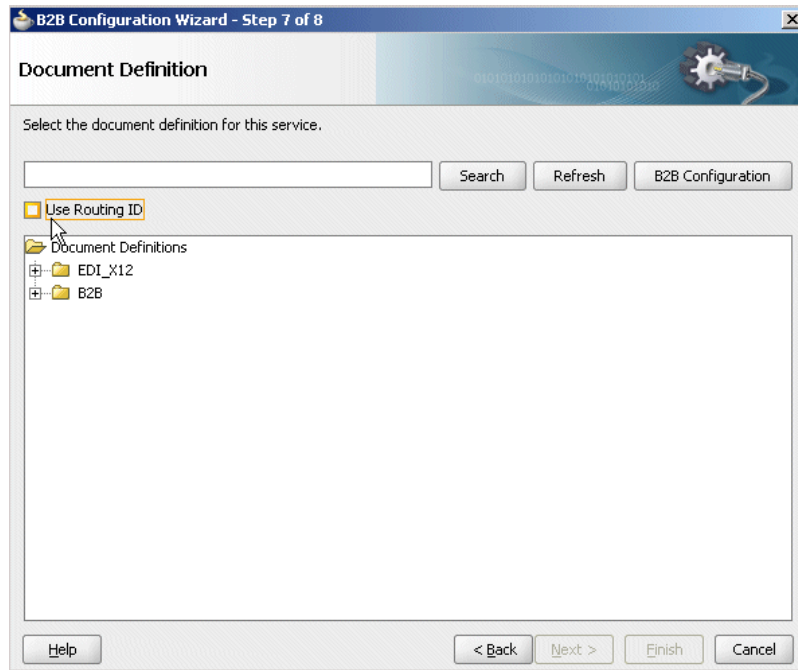 B2B Configuration Wizard - Step 7 of 8
Document Definition
Select the document definition for this service.
Search Refresh B2B Configuration
Use Routing ID
Document Definitions
EDI_X12
B2B
Help < Back Next > Finish Cancel